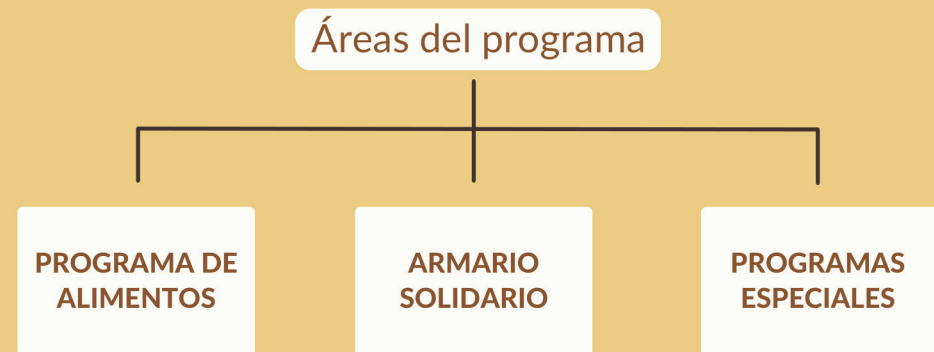 Áreas del programa
PROGRAMA DE
ALIMENTOS
ARMARIO
SOLIDARIO
PROGRAMAS
ESPECIALES